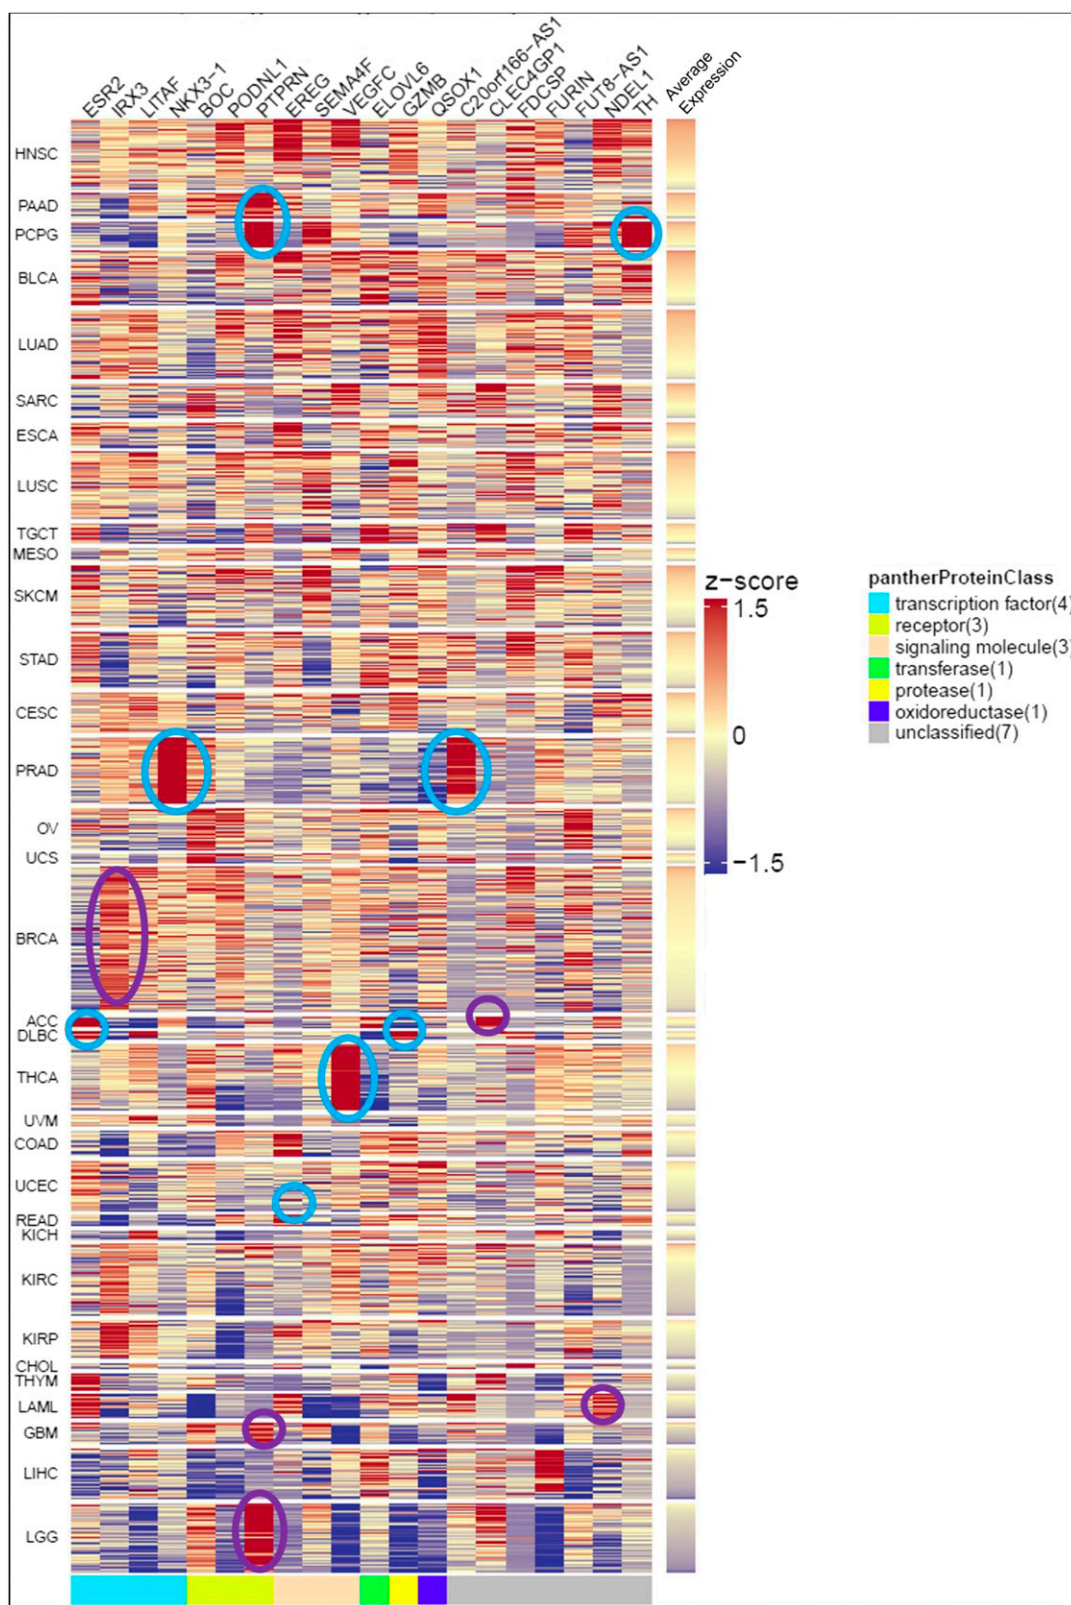 ESR2
IRX3
LITAF
NKX3-1
BOC
PODNL1
PTPRN
EREG
SEMA4F
VEGFC
ELOVL6
GZMB
QSOX1
C20orf166-AS1
CLEC4GP1
FDCSP
FURIN
FUT8-AS1
NDEL1
TH
Average
Expression
HNSC
PAAD
PCPG
BLCA
LUAD
SARC
ESCA
LUSC
TGCT
MESO
SKCM
STAD
CESC
PRAD
OV
UCS
BRCA
ACC
DLBC
THCA
UVM
COAD
UCEC
READ
KICH
KIRC
KIRP
CHOL
THYM
LAML
GBM
LIHC
LGG
z-score
1.5
0
-1.5
pantherProteinClass
transcription factor(4)
receptor(3)
signaling molecule(3)
transferase(1)
protease(1)
oxidoreductase(1)
unclassified(7)